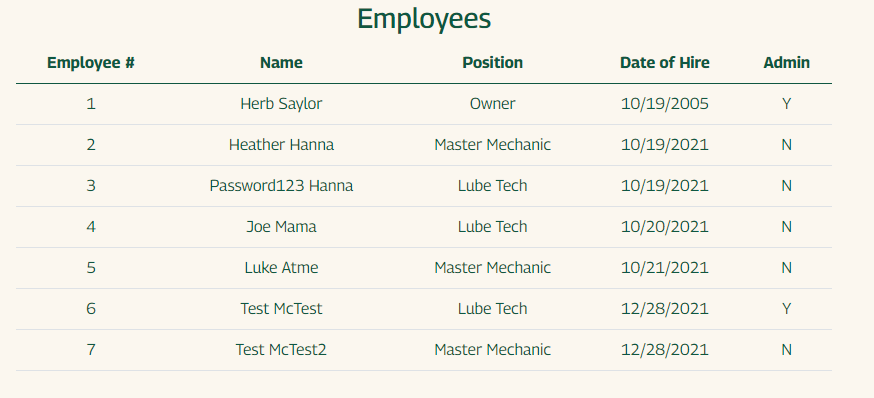 Employees
Employee # Name Position Date of Hire Admin
1 Herb Saylor Owner 10/19/2005 Y
2 Heather Hanna Master Mechanic 10/19/2021 N
3 Password123 Hanna Lube Tech 10/19/2021 N
4 Joe Mama Lube Tech 10/20/2021 N
5 Luke Atme Master Mechanic 10/21/2021 N
6 Test McTest Lube Tech 12/28/2021 Y
7 Test McTest2 Master Mechanic 12/28/2021 N